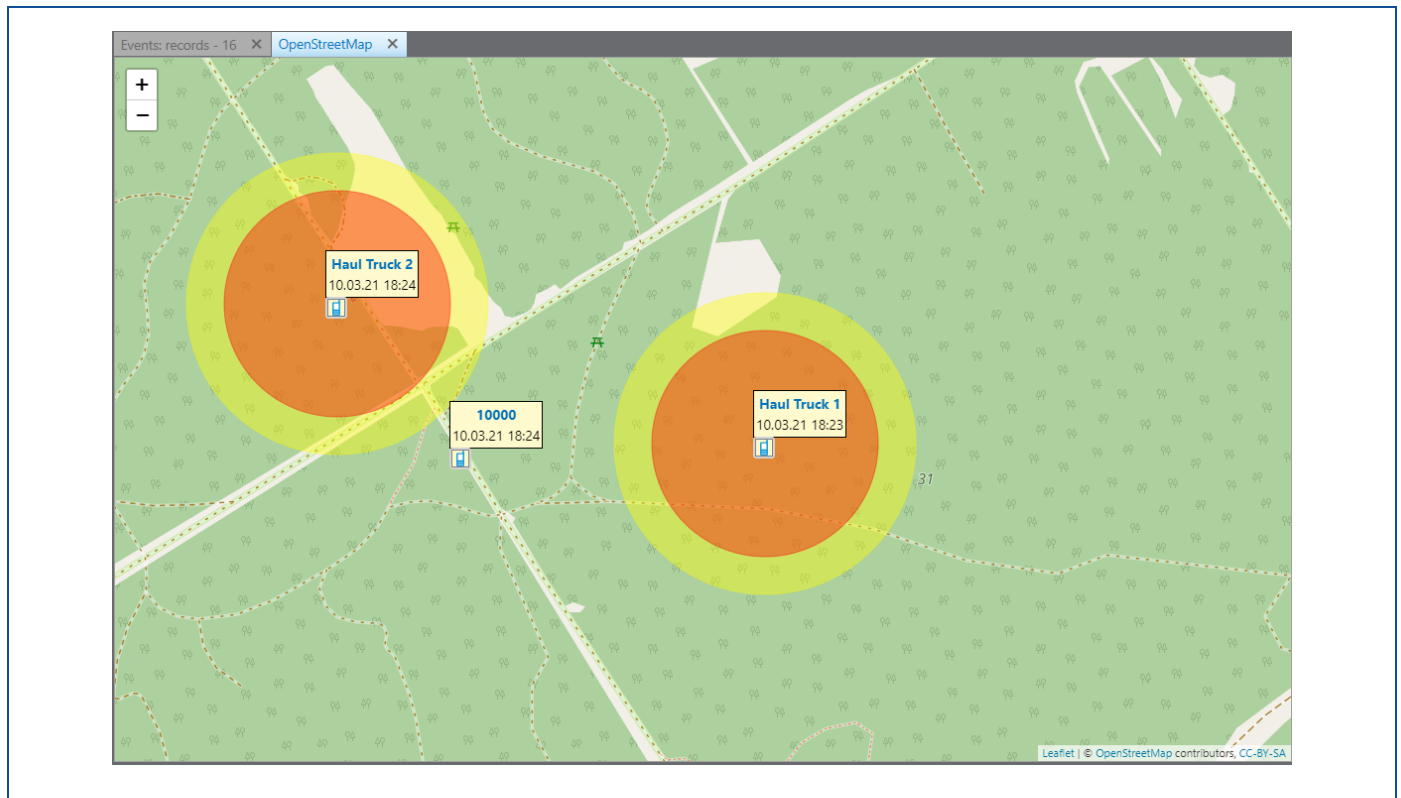 Events: records - 16 ✕ OpenStreetMap ✕
+
−
Haul Truck 2
10.03.21 18:24
Haul Truck 1
10.03.21 18:23
10000
10.03.21 18:24
31
Leaflet | © OpenStreetMap contributors, CC-BY-SA